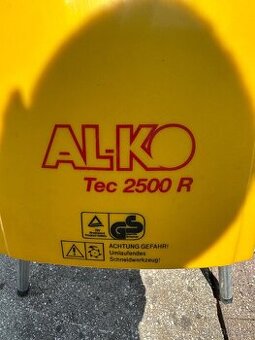 AL-KO
Tec 2500 R
ACHTUNG GEFAHR!
Umlaufendes
Schneidwerkzeug!